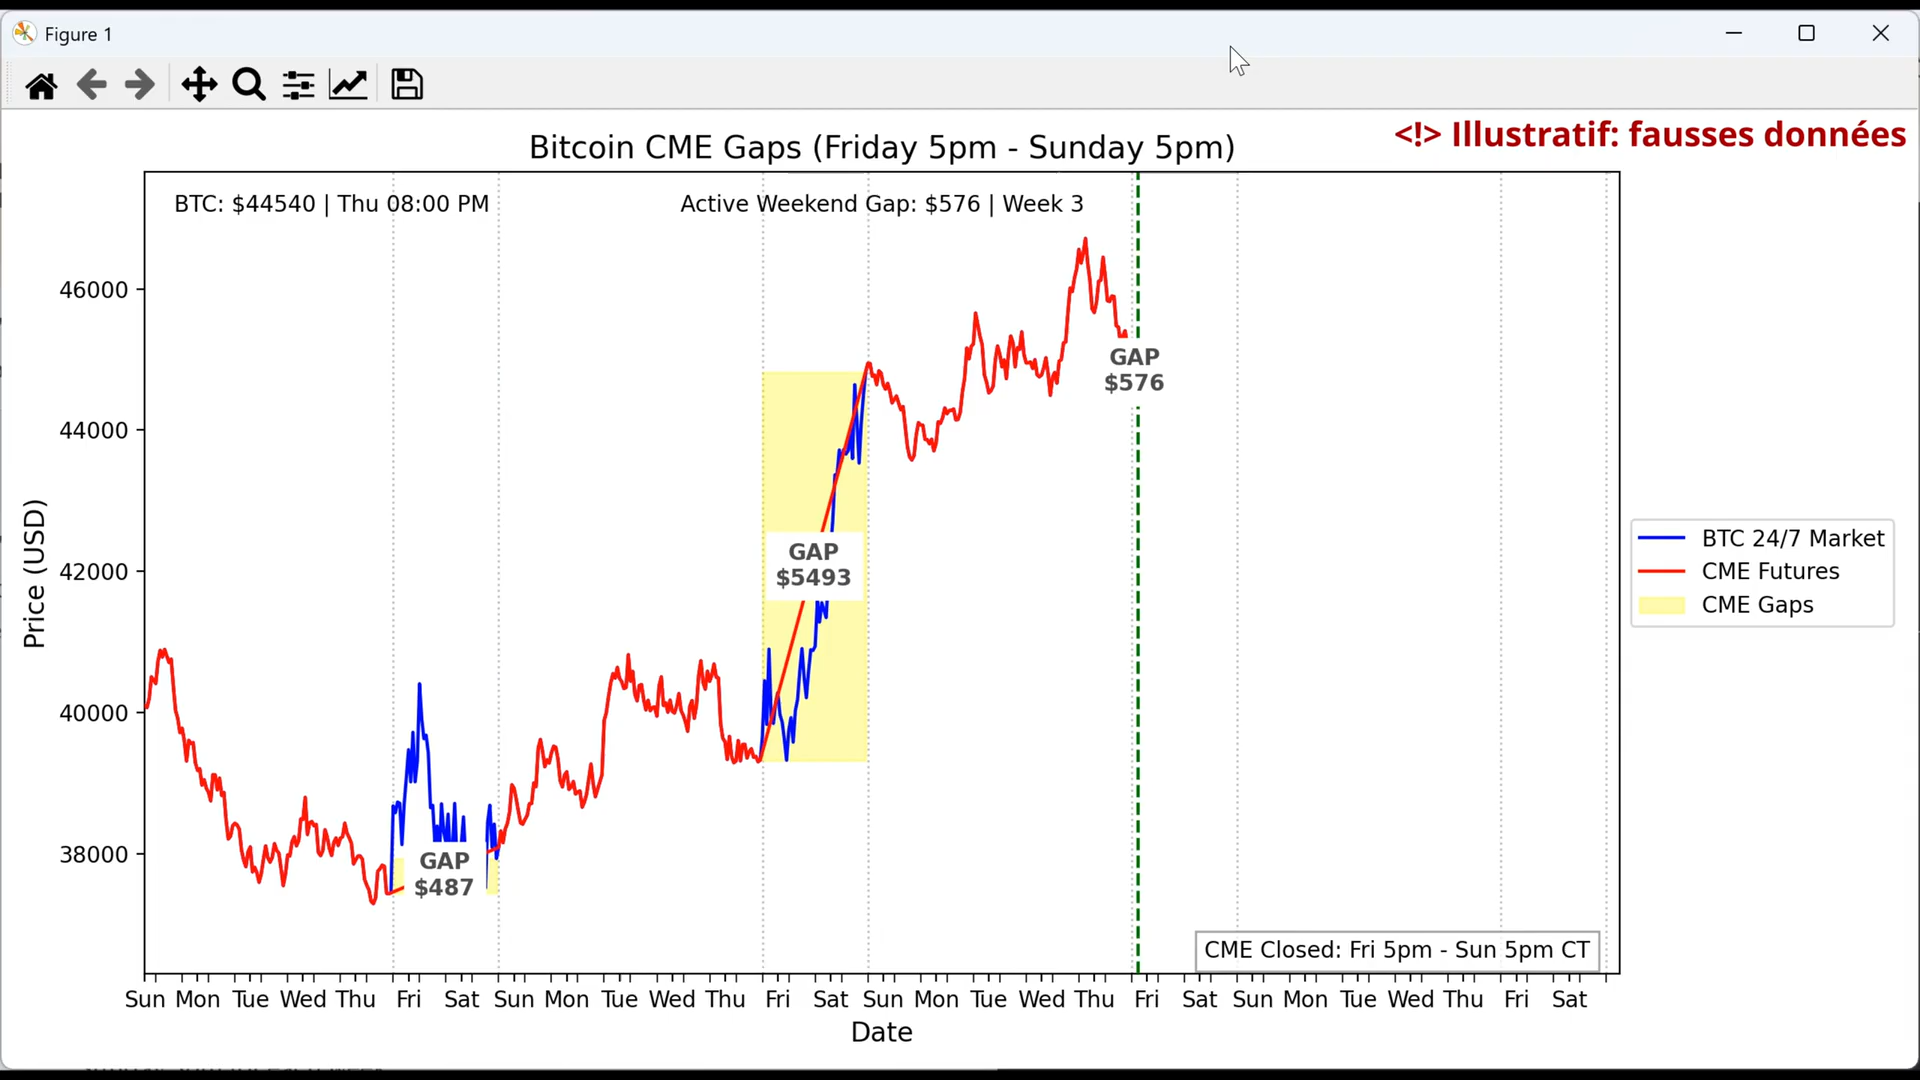 Figure 1
<!> Illustratif: fausses données
Bitcoin CME Gaps (Friday 5pm - Sunday 5pm)
BTC: $44540 | Thu 08:00 PM
Active Weekend Gap: $576 | Week 3
46000
44000
42000
40000
38000
Price (USD)
GAP
$576
GAP
$5493
GAP
$487
BTC 24/7 Market
CME Futures
CME Gaps
CME Closed: Fri 5pm - Sun 5pm CT
Sun Mon Tue Wed Thu Fri Sat Sun Mon Tue Wed Thu Fri Sat Sun Mon Tue Wed Thu Fri Sat Sun Mon Tue Wed Thu Fri Sat
Date